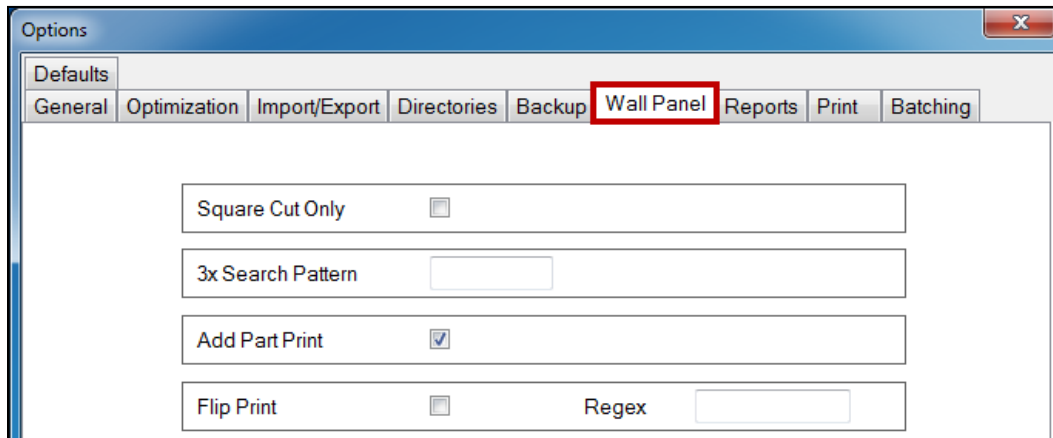 Options
Defaults
General Optimization Import/Export Directories Backup Wall Panel Reports Print Batching
Square Cut Only
3x Search Pattern
Add Part Print
Flip Print Regex